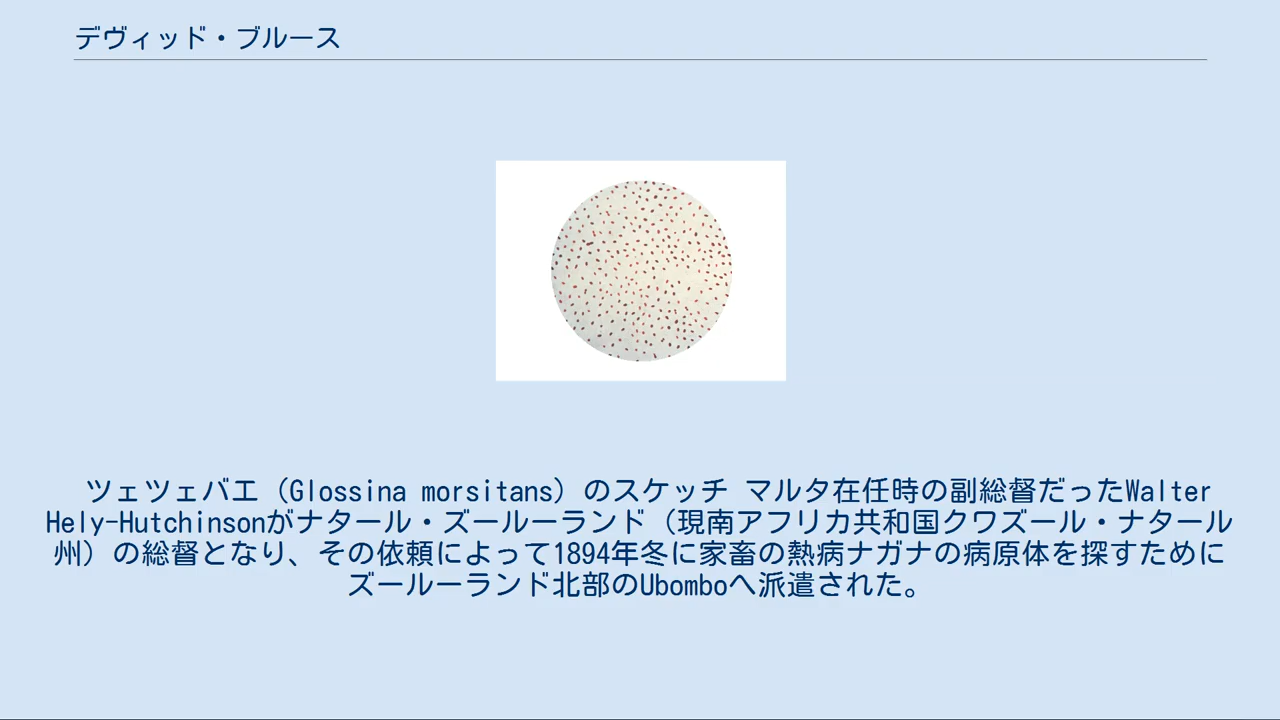 デヴィッド・ブルース
ツェツェバエ（Glossina morsitans）のスケッチ マルタ在任時の副総督だったWalter
Hely-Hutchinsonがナタール・ズールーランド（現南アフリカ共和国クワズール・ナタール
州）の総督となり、その依頼によって1894年冬に家畜の熱病ナガナの病原体を探すために
ズールーランド北部のUbomboへ派遣された。